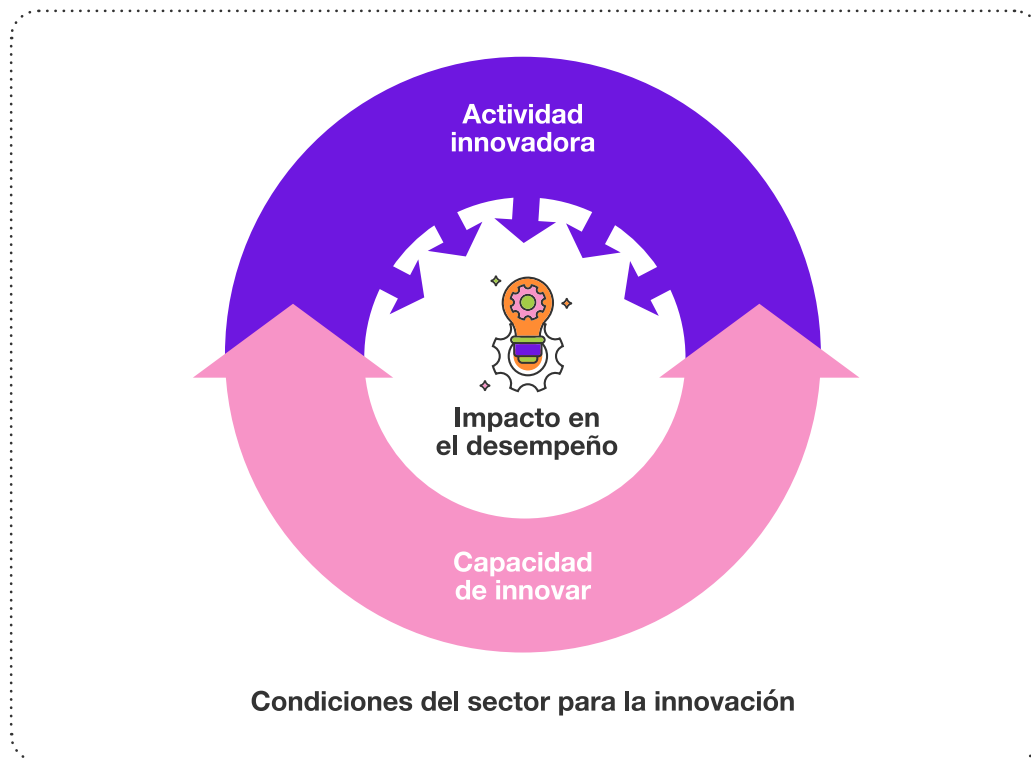 Actividad
innovadora
Impacto en
el desempeño
Capacidad
de innovar
Condiciones del sector para la innovación